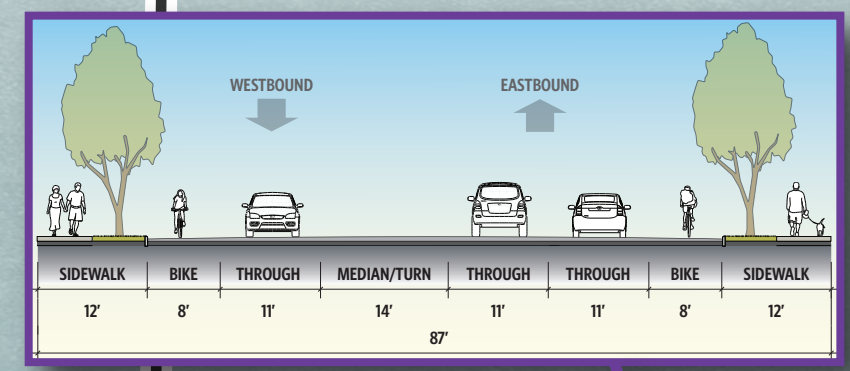 WESTBOUND EASTBOUND
SIDEWALK BIKE THROUGH MEDIAN/TURN THROUGH THROUGH BIKE SIDEWALK
12' 8' 11' 14' 11' 11' 8' 12'
87'